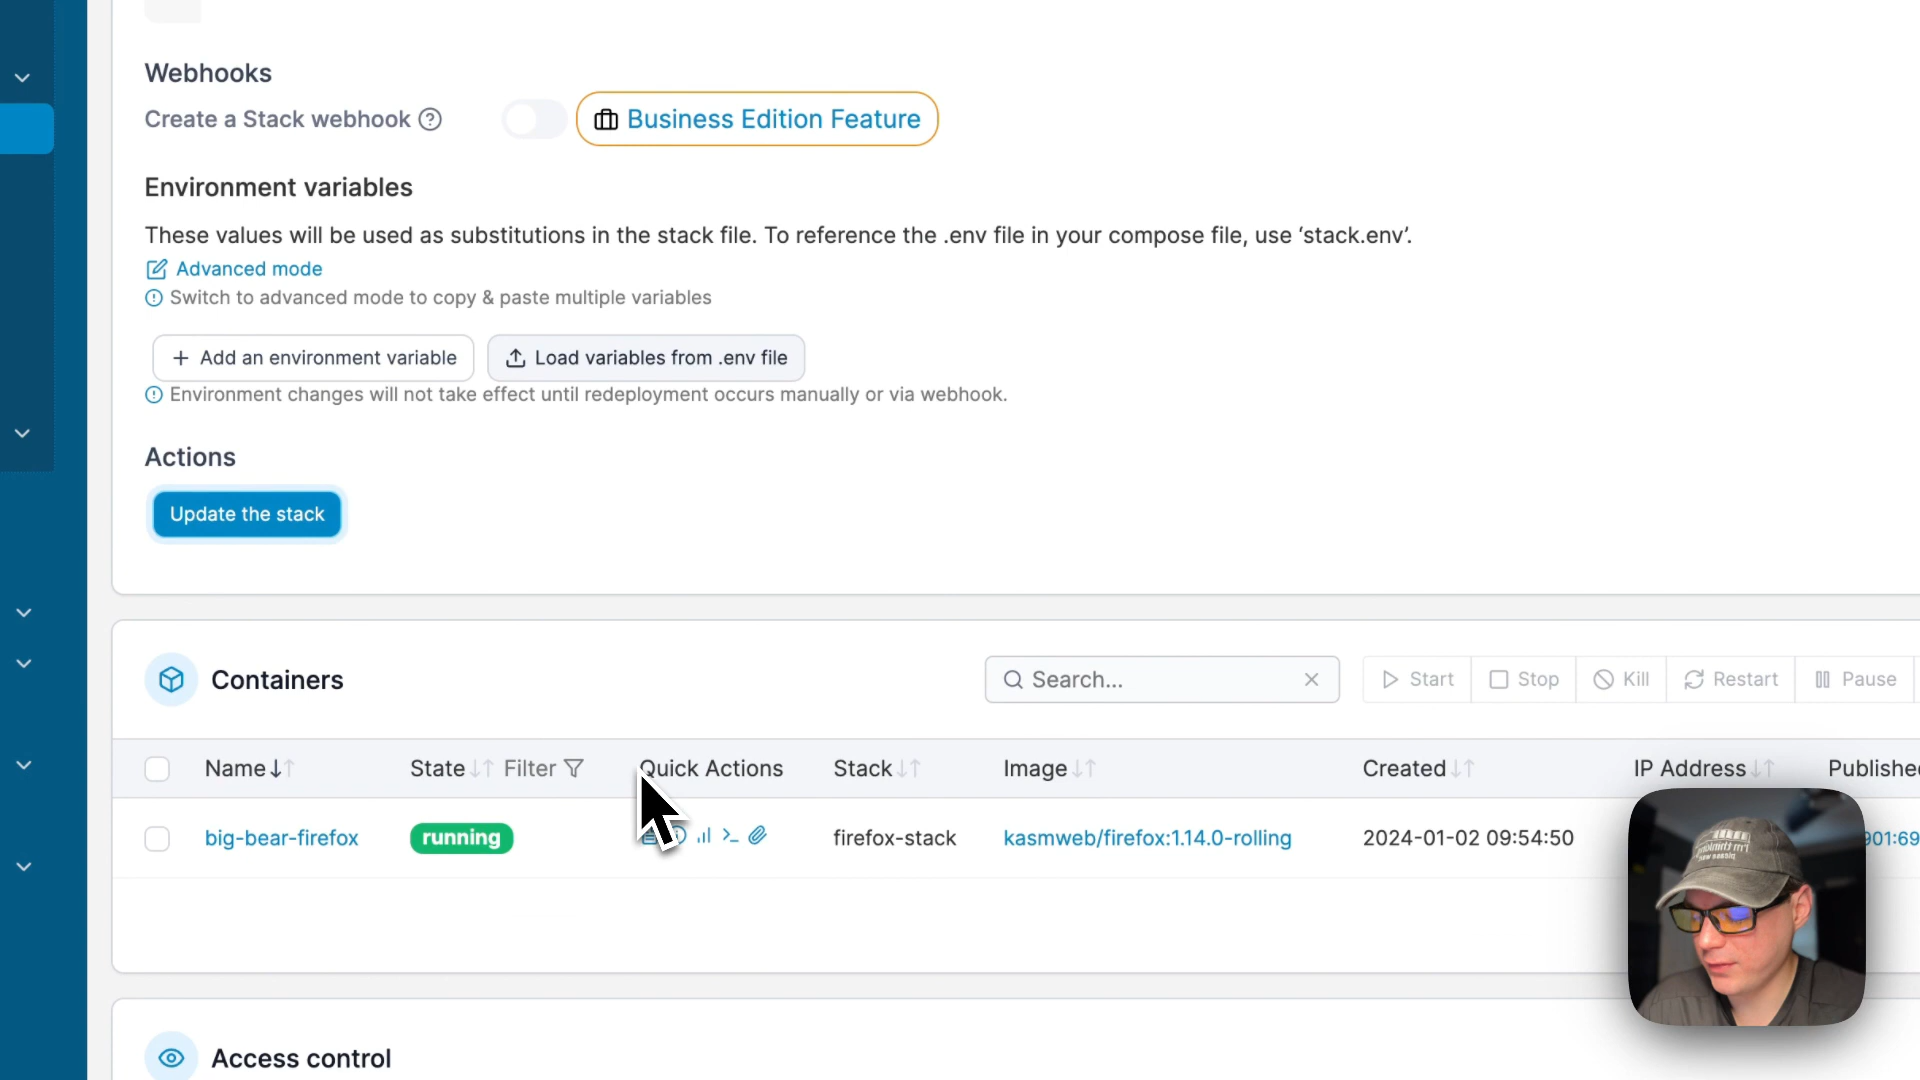 Webhooks
Create a Stack webhook
Business Edition Feature
Environment variables
These values will be used as substitutions in the stack file. To reference the .env file in your compose file, use ‘stack.env’.
Advanced mode
Switch to advanced mode to copy & paste multiple variables
+ Add an environment variable
Load variables from .env file
Environment changes will not take effect until redeployment occurs manually or via webhook.
Actions
Update the stack
Containers
Search...
Start Stop Kill Restart Pause
Name State Filter Quick Actions Stack Image Created IP Address Published
big-bear-firefox running firefox-stack kasmweb/firefox:1.14.0-rolling 2024-01-02 09:54:50 901:69
Access control